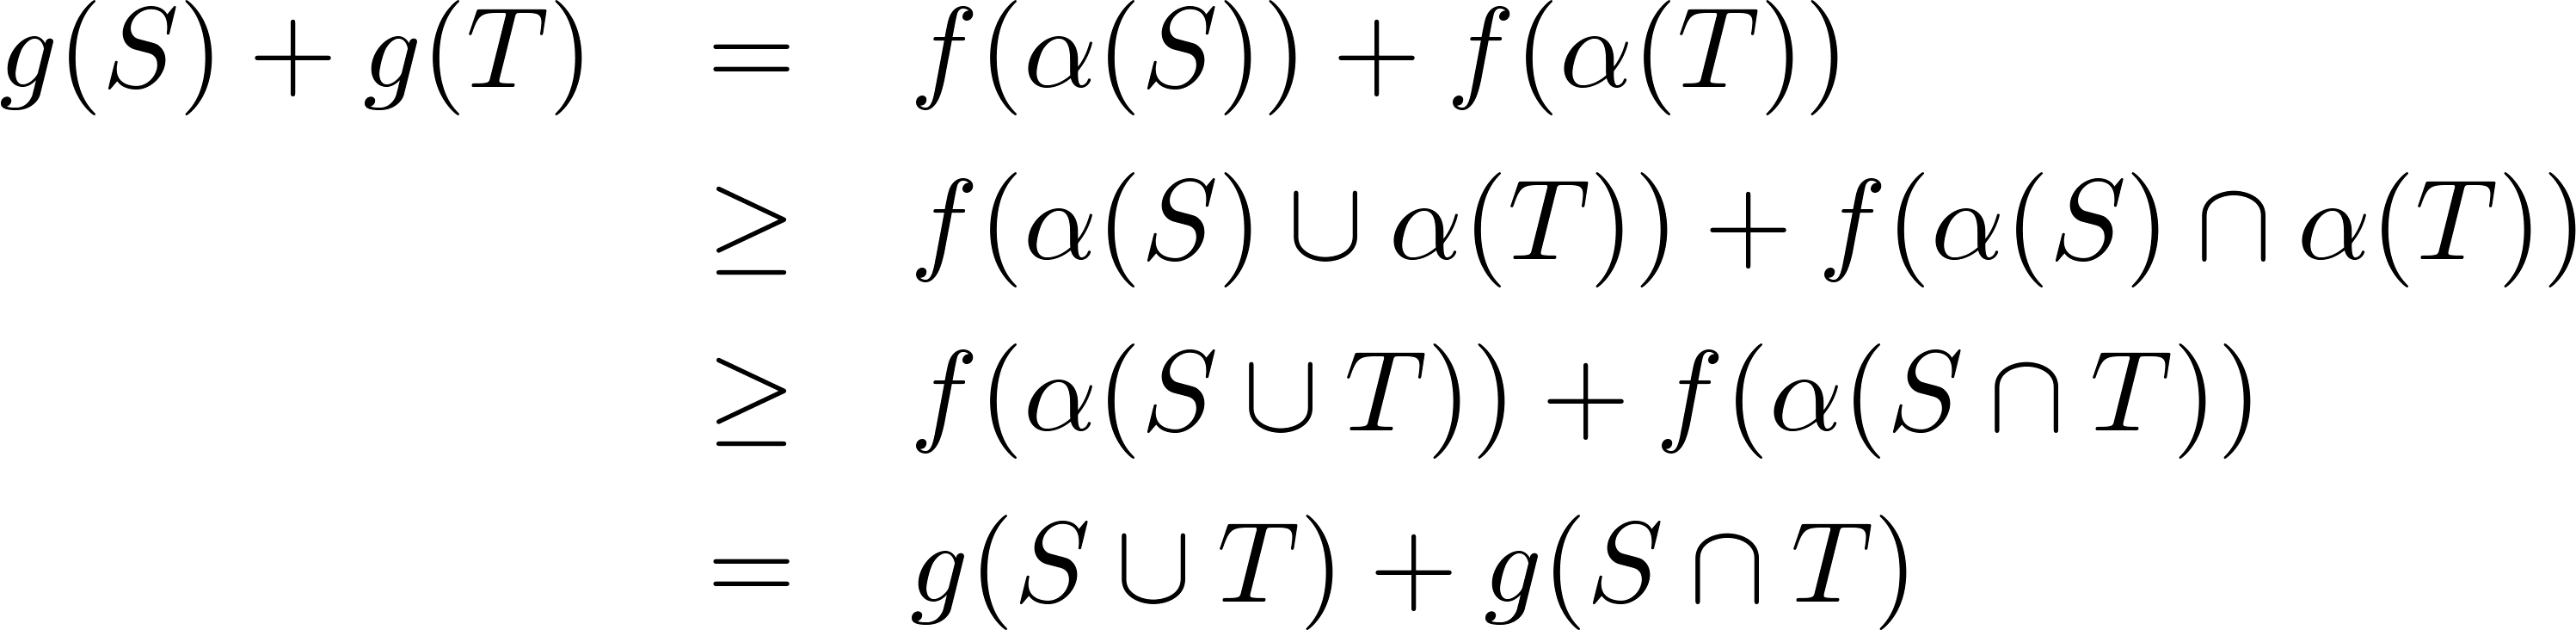 g(S) + g(T) = f(α(S)) + f(α(T))
≥ f(α(S) ∪ α(T)) + f(α(S) ∩ α(T))
≥ f(α(S ∪ T)) + f(α(S ∩ T))
= g(S ∪ T) + g(S ∩ T)